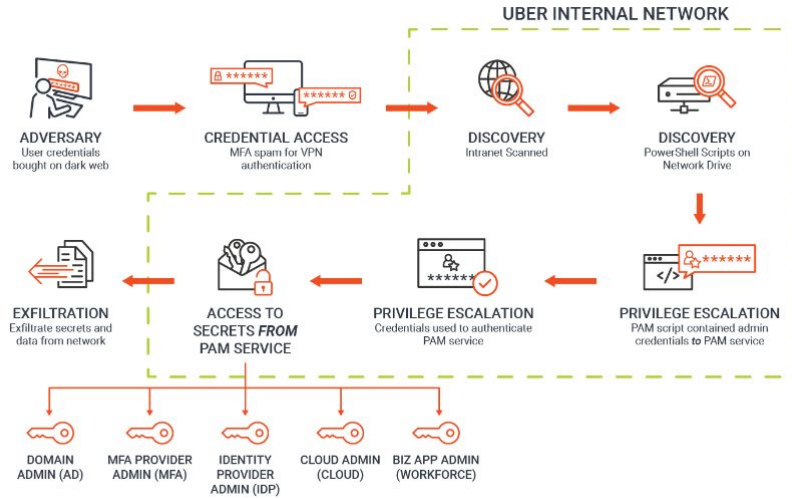 UBER INTERNAL NETWORK
ADVERSARY
User credentials
bought on dark web
******
******
CREDENTIAL ACCESS
MFA spam for VPN
authentication
DISCOVERY
Intranet Scanned
DISCOVERY
PowerShell Scripts on
Network Drive
EXFILTRATION
Exfiltrate secrets and
data from network
ACCESS TO
SECRETS FROM
PAM SERVICE
******
PRIVILEGE ESCALATION
Credentials used to authenticate
PAM service
</>
******
PRIVILEGE ESCALATION
PAM script contained admin
credentials to PAM service
DOMAIN
ADMIN (AD)
MFA PROVIDER
ADMIN (MFA)
IDENTITY
PROVIDER
ADMIN (IDP)
CLOUD ADMIN
(CLOUD)
BIZ APP ADMIN
(WORKFORCE)